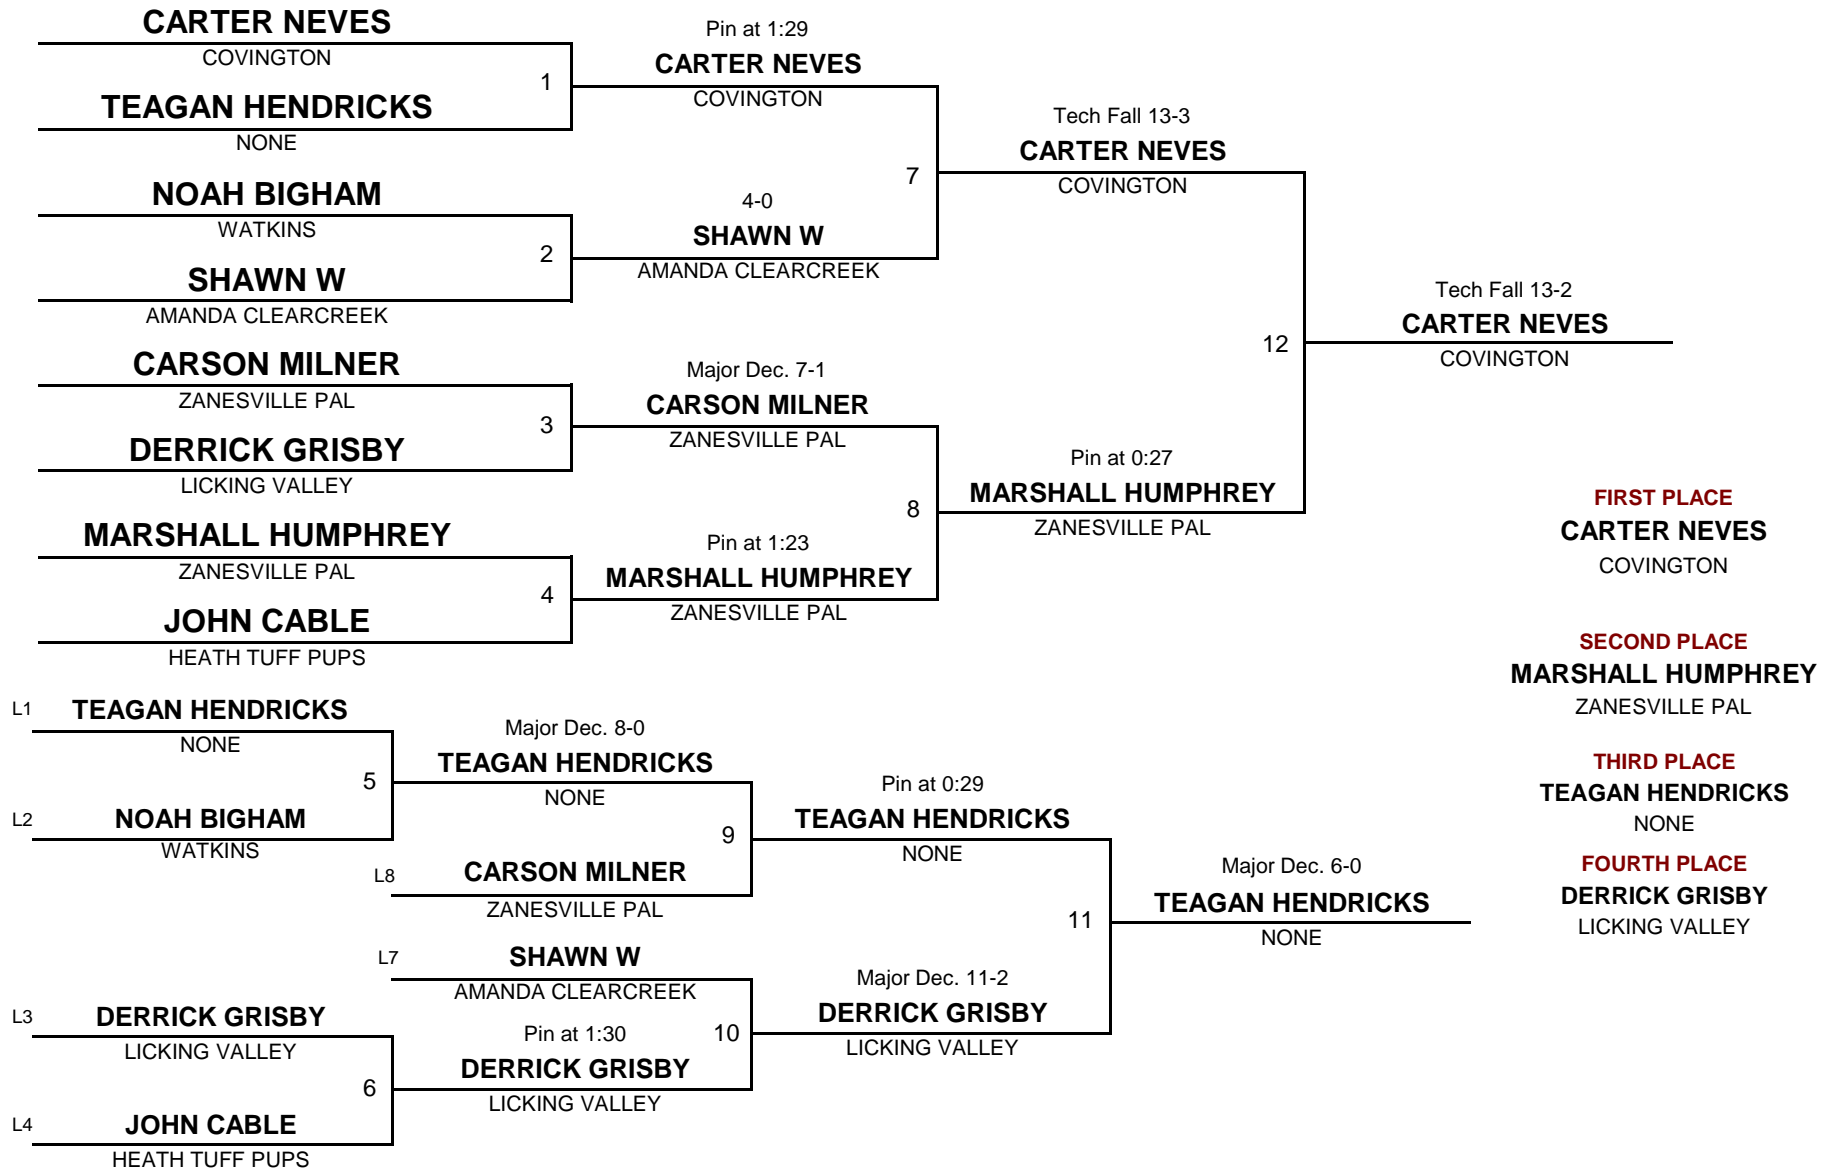 CARTER NEVES
COVINGTON
1
TEAGAN HENDRICKS
NONE
NOAH BIGHAM
WATKINS
2
SHAWN W
AMANDA CLEARCREEK
CARSON MILNER
ZANESVILLE PAL
3
DERRICK GRISBY
LICKING VALLEY
MARSHALL HUMPHREY
ZANESVILLE PAL
4
JOHN CABLE
HEATH TUFF PUPS
Pin at 1:29
CARTER NEVES
COVINGTON
7
4-0
SHAWN W
AMANDA CLEARCREEK
Major Dec. 7-1
CARSON MILNER
ZANESVILLE PAL
8
Pin at 1:23
MARSHALL HUMPHREY
ZANESVILLE PAL
Tech Fall 13-3
CARTER NEVES
COVINGTON
12
Pin at 0:27
MARSHALL HUMPHREY
ZANESVILLE PAL
Tech Fall 13-2
CARTER NEVES
COVINGTON
L1 TEAGAN HENDRICKS
NONE
5
L2 NOAH BIGHAM
WATKINS
Major Dec. 8-0
TEAGAN HENDRICKS
NONE
9
L8 CARSON MILNER
ZANESVILLE PAL
L7 SHAWN W
AMANDA CLEARCREEK
10
L3 DERRICK GRISBY
LICKING VALLEY
6
L4 JOHN CABLE
HEATH TUFF PUPS
Pin at 1:30
DERRICK GRISBY
LICKING VALLEY
Pin at 0:29
TEAGAN HENDRICKS
NONE
11
Major Dec. 11-2
DERRICK GRISBY
LICKING VALLEY
Major Dec. 6-0
TEAGAN HENDRICKS
NONE
FIRST PLACE
CARTER NEVES
COVINGTON
SECOND PLACE
MARSHALL HUMPHREY
ZANESVILLE PAL
THIRD PLACE
TEAGAN HENDRICKS
NONE
FOURTH PLACE
DERRICK GRISBY
LICKING VALLEY